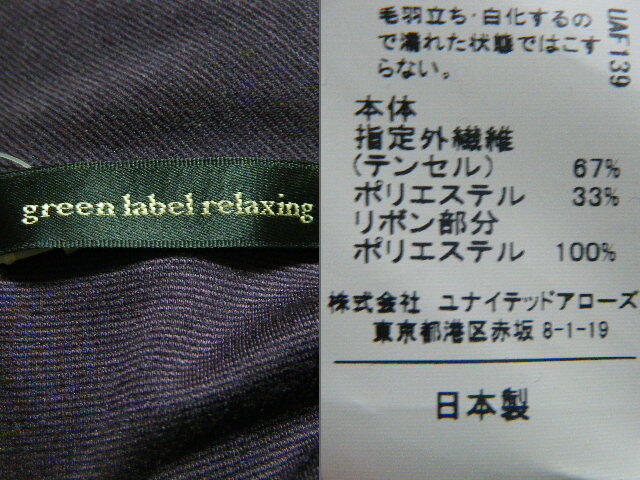 green label relaxing
毛羽立ち・白化するの
で濡れた状態ではこす
らない。
UAF139
本体
指定外繊維
(テンセル) 67%
ポリエステル 33%
リボン部分
ポリエステル 100%
株式会社 ユナイテッドアローズ
東京都港区赤坂 8-1-19
日本製